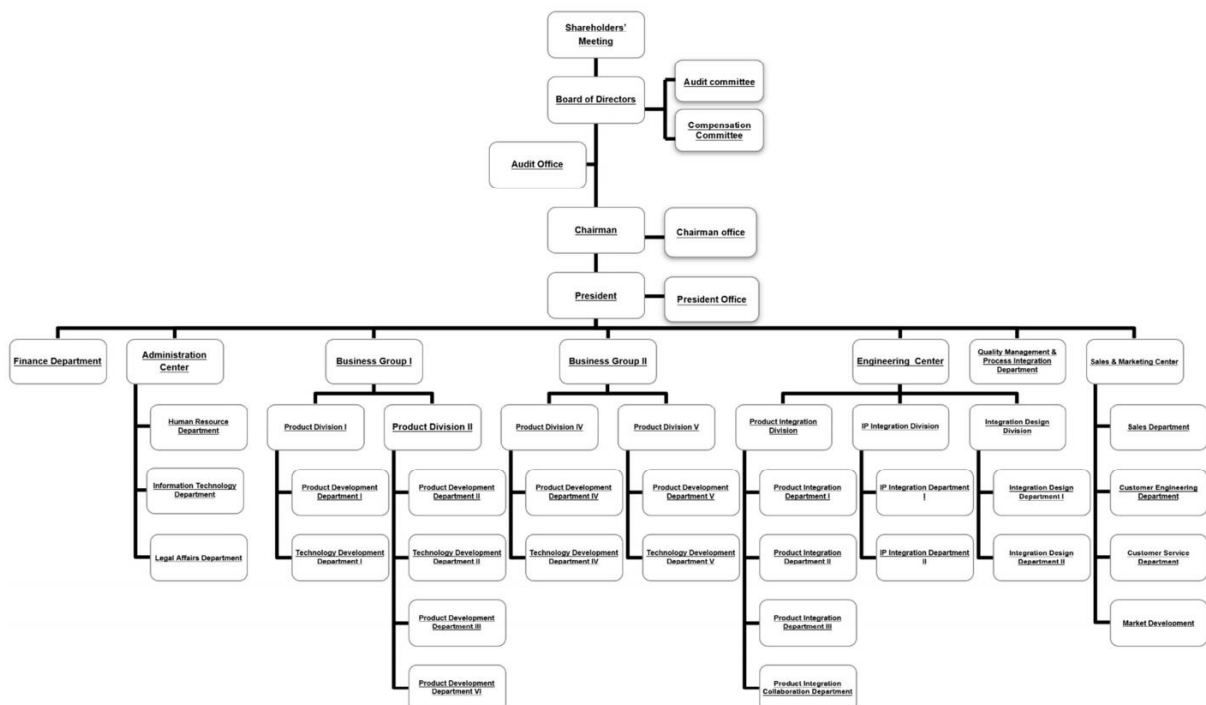 Shareholders'
Meeting
Board of Directors
Audit committee
Compensation
Committee
Audit Office
Chairman
Chairman office
President
President Office
Finance Department
Administration
Center
Business Group I
Business Group II
Engineering Center
Quality Management &
Process Integration
Department
Sales & Marketing Center
Human Resource
Department
Product Division I
Product Division II
Product Division IV
Product Division V
Product Integration
Division
IP Integration Division
Integration Design
Division
Sales Department
Information Technology
Department
Product Development
Department I
Product Development
Department II
Product Development
Department IV
Product Development
Department V
Product Integration
Department I
IP Integration Department
I
Integration Design
Department I
Customer Engineering
Department
Legal Affairs Department
Technology Development
Department I
Technology Development
Department II
Technology Development
Department IV
Technology Development
Department V
Product Integration
Department II
IP Integration Department
II
Integration Design
Department II
Customer Service
Department
Product Development
Department III
Product Integration
Department III
Market Development
Product Development
Department VI
Product Integration
Collaboration Department